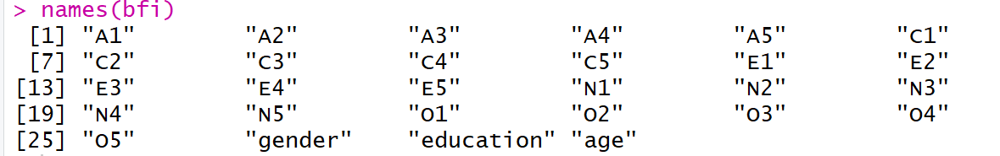 > names(bfi)
[1] "A1" "A2" "A3" "A4" "A5" "C1"
[7] "C2" "C3" "C4" "C5" "E1" "E2"
[13] "E3" "E4" "E5" "N1" "N2" "N3"
[19] "N4" "N5" "O1" "O2" "O3" "O4"
[25] "O5" "gender" "education" "age"